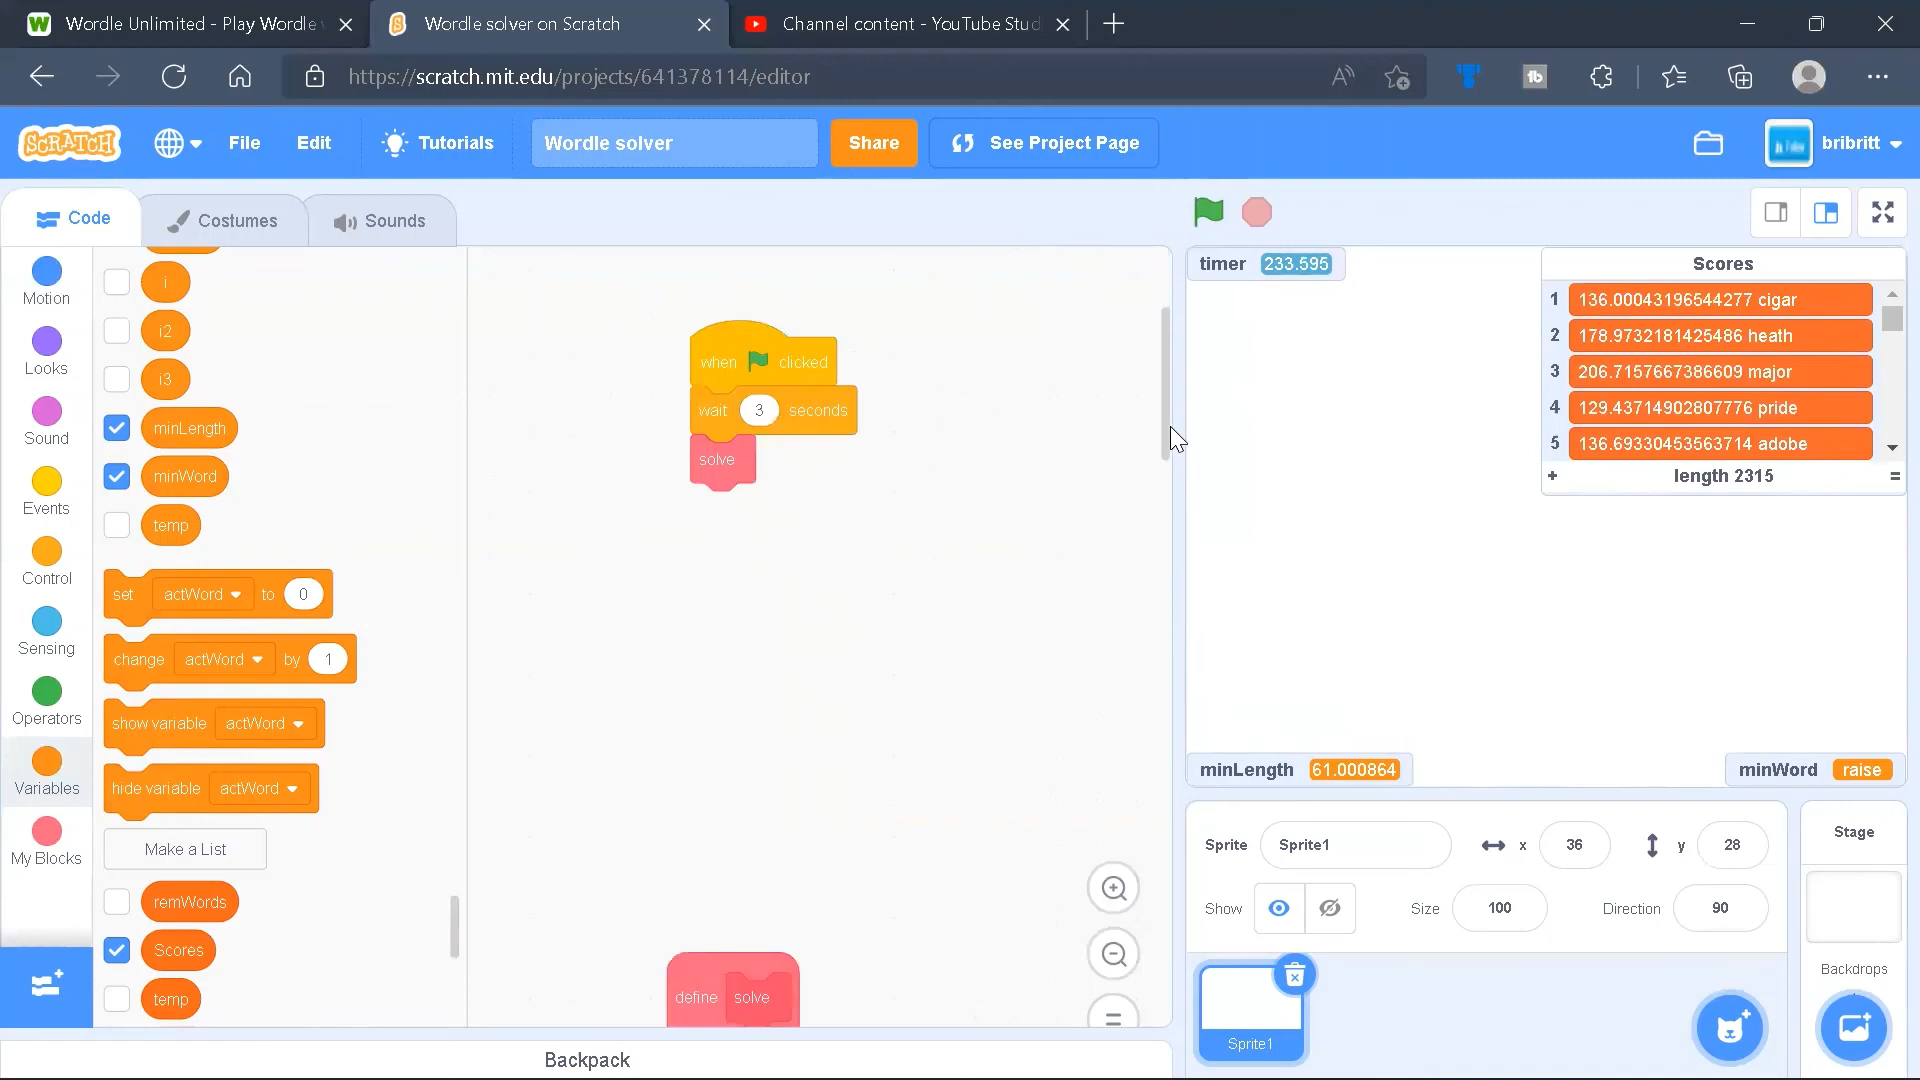 Wordle Unlimited - Play Wordle
Wordle solver on Scratch
Channel content - YouTube Stud
https://scratch.mit.edu/projects/641378114/editor
SCRATCH
File
Edit
Tutorials
Wordle solver
Share
See Project Page
bribritt
Code
Costumes
Sounds
Motion
Looks
Sound
Events
Control
Sensing
Operators
Variables
My Blocks
i
i2
i3
minLength
minWord
temp
set actWord to 0
change actWord by 1
show variable actWord
hide variable actWord
Make a List
remWords
Scores
temp
when clicked
wait 3 seconds
solve
define solve
Backpack
timer 233.595
Scores
1 136.00043196544277 cigar
2 178.9732181425486 heath
3 206.7157667386609 major
4 129.43714902807776 pride
5 136.69330453563714 adobe
+ length 2315 =
minLength 61.000864
minWord raise
Sprite Sprite1 x 36 y 28
Show Size 100 Direction 90
Sprite1
Stage
Backdrops